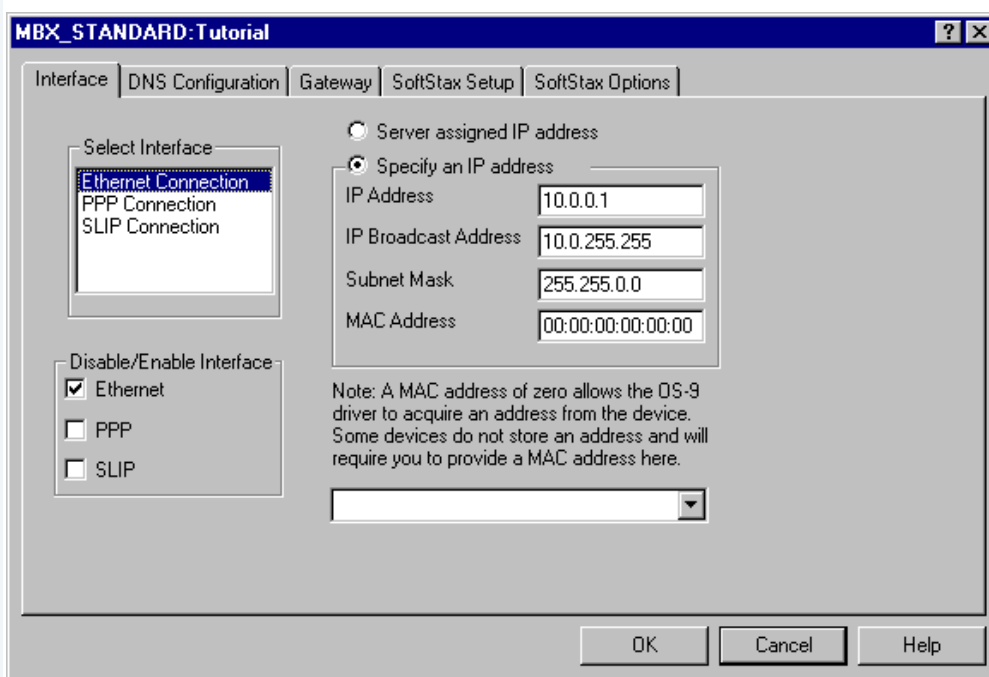 MBX_STANDARD:Tutorial
Interface
DNS Configuration
Gateway
SoftStax Setup
SoftStax Options
Select Interface
Ethernet Connection
PPP Connection
SLIP Connection
Disable/Enable Interface
Ethernet
PPP
SLIP
Server assigned IP address
Specify an IP address
IP Address
10.0.0.1
IP Broadcast Address
10.0.255.255
Subnet Mask
255.255.0.0
MAC Address
00:00:00:00:00:00
Note: A MAC address of zero allows the OS-9
driver to acquire an address from the device.
Some devices do not store an address and will
require you to provide a MAC address here.
OK
Cancel
Help